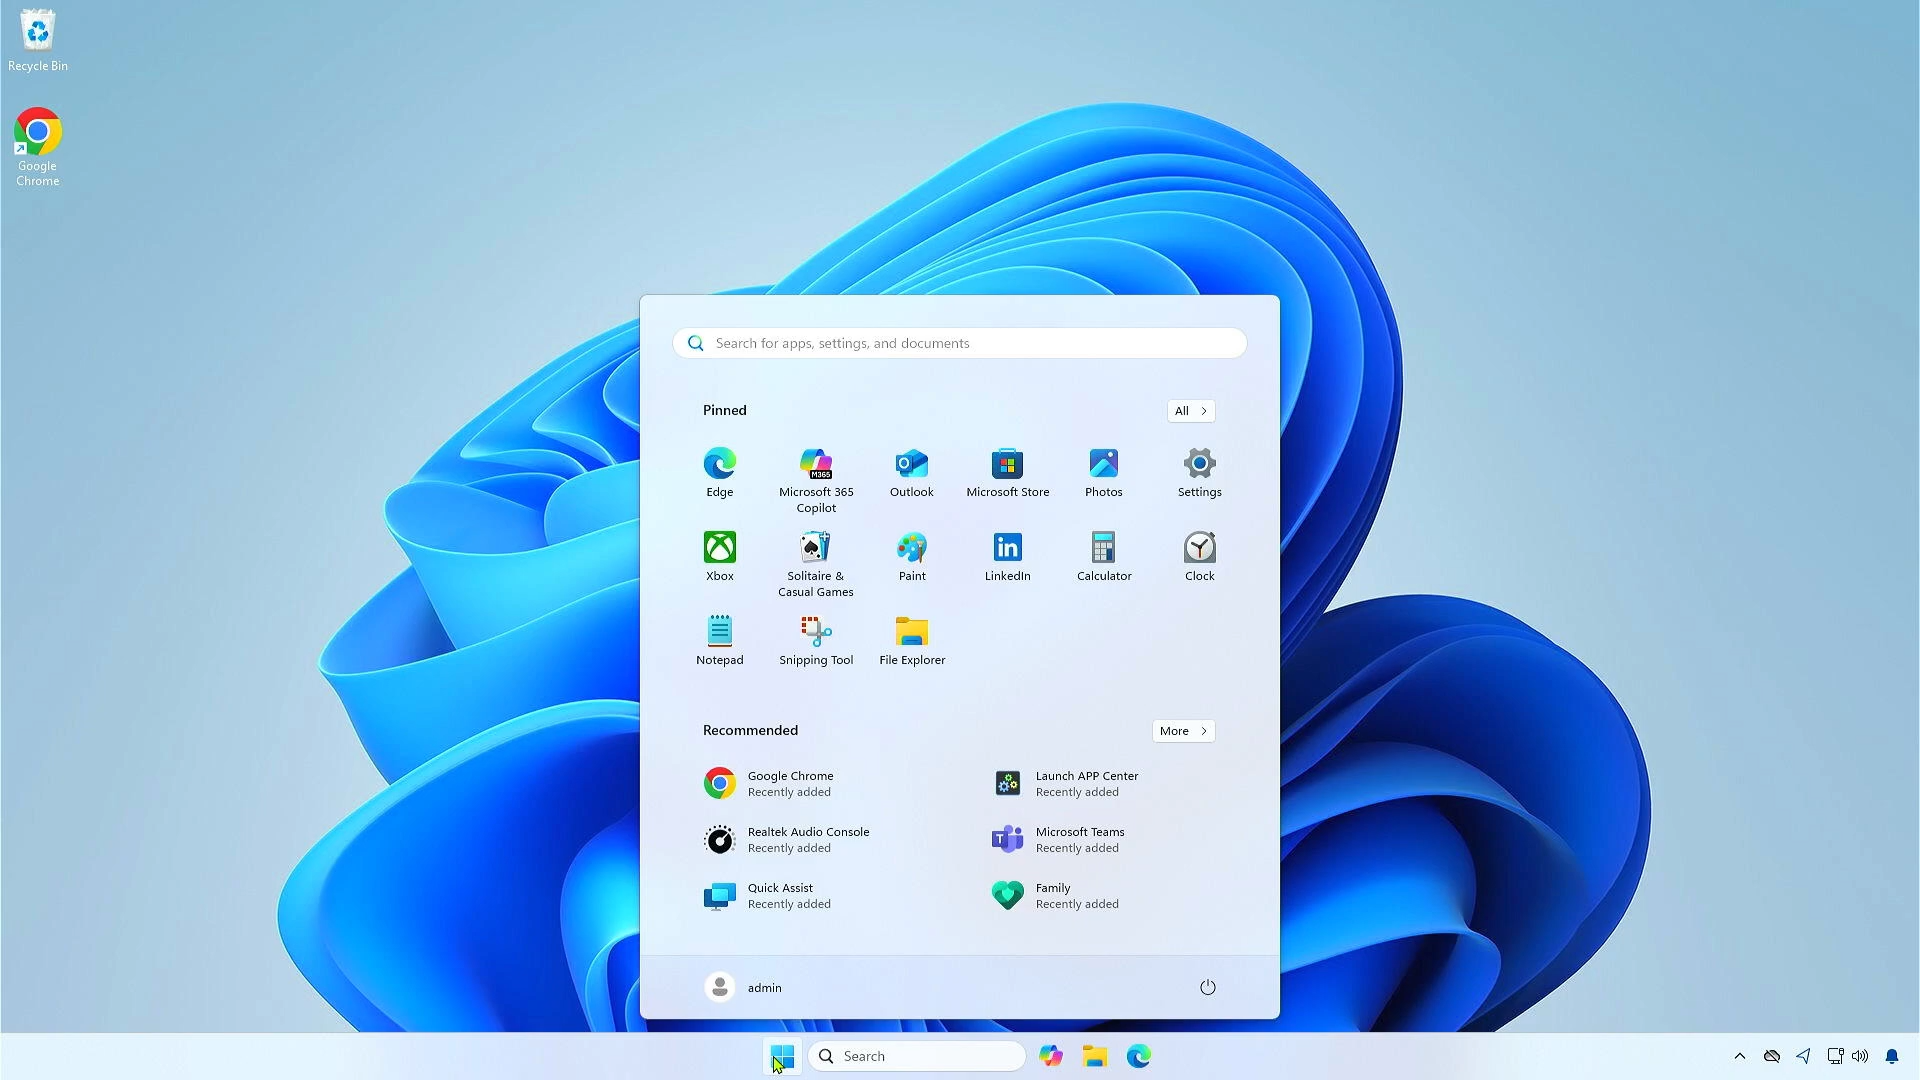 Recycle Bin
Google
Chrome
Search for apps, settings, and documents
Pinned
All
Edge
M365
Microsoft 365
Copilot
Outlook
Microsoft Store
Photos
Settings
Xbox
Solitaire &
Casual Games
Paint
in
LinkedIn
Calculator
Clock
Notepad
Snipping Tool
File Explorer
Recommended
More
Google Chrome
Recently added
Launch APP Center
Recently added
Realtek Audio Console
Recently added
T
Microsoft Teams
Recently added
Quick Assist
Recently added
Family
Recently added
admin
Search